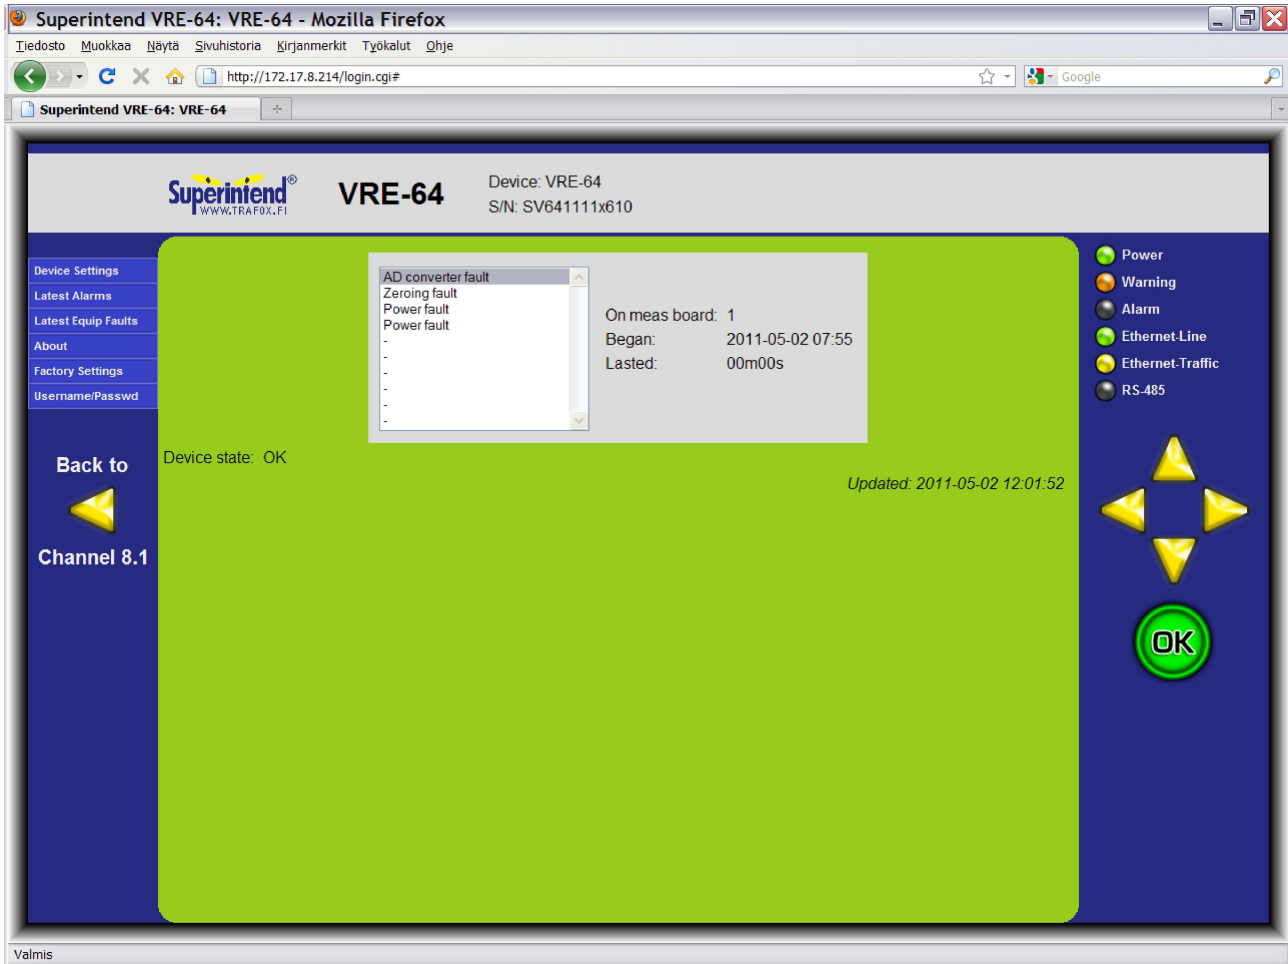 Superintend VRE-64: VRE-64 - Mozilla Firefox
Tiedosto Muokkaa Näytä Sivuhistoria Kirjanmerkit Työkalut Ohje
http://172.17.8.214/login.cgi#
Google
Superintend VRE-64: VRE-64
Superintend®
WWW.TRAFOX.FI
VRE-64
Device: VRE-64
S/N: SV641111x610
Device Settings
Latest Alarms
Latest Equip Faults
About
Factory Settings
Username/Passwd
Back to
Channel 8.1
AD converter fault
Zeroing fault
Power fault
Power fault
-
-
-
-
-
-
On meas board: 1
Began: 2011-05-02 07:55
Lasted: 00m00s
Device state: OK
Updated: 2011-05-02 12:01:52
Power
Warning
Alarm
Ethernet-Line
Ethernet-Traffic
RS-485
OK
Valmis